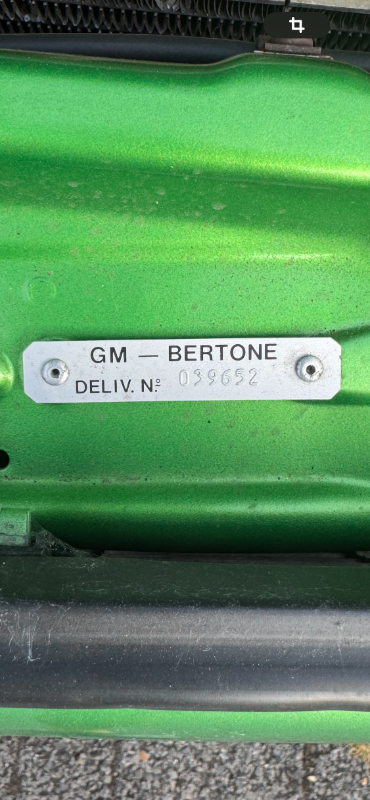 GM — BERTONE
DELIV. Nº 039652